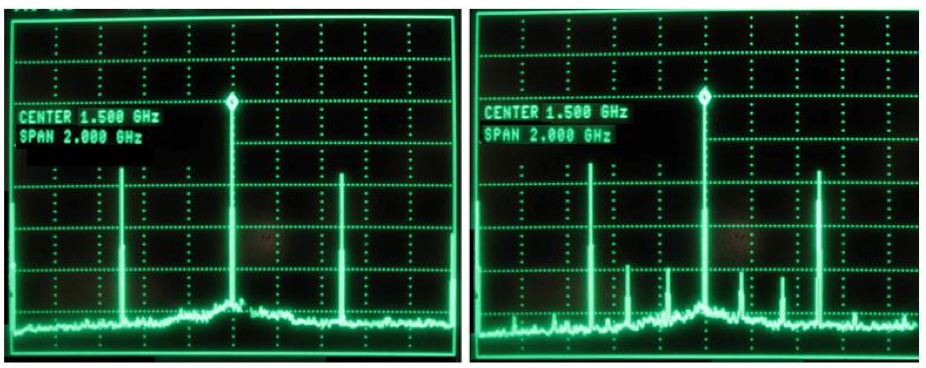 CENTER 1.500 GHz
SPAN 2.000 GHz
CENTER 1.500 GHz
SPAN 2.000 GHz